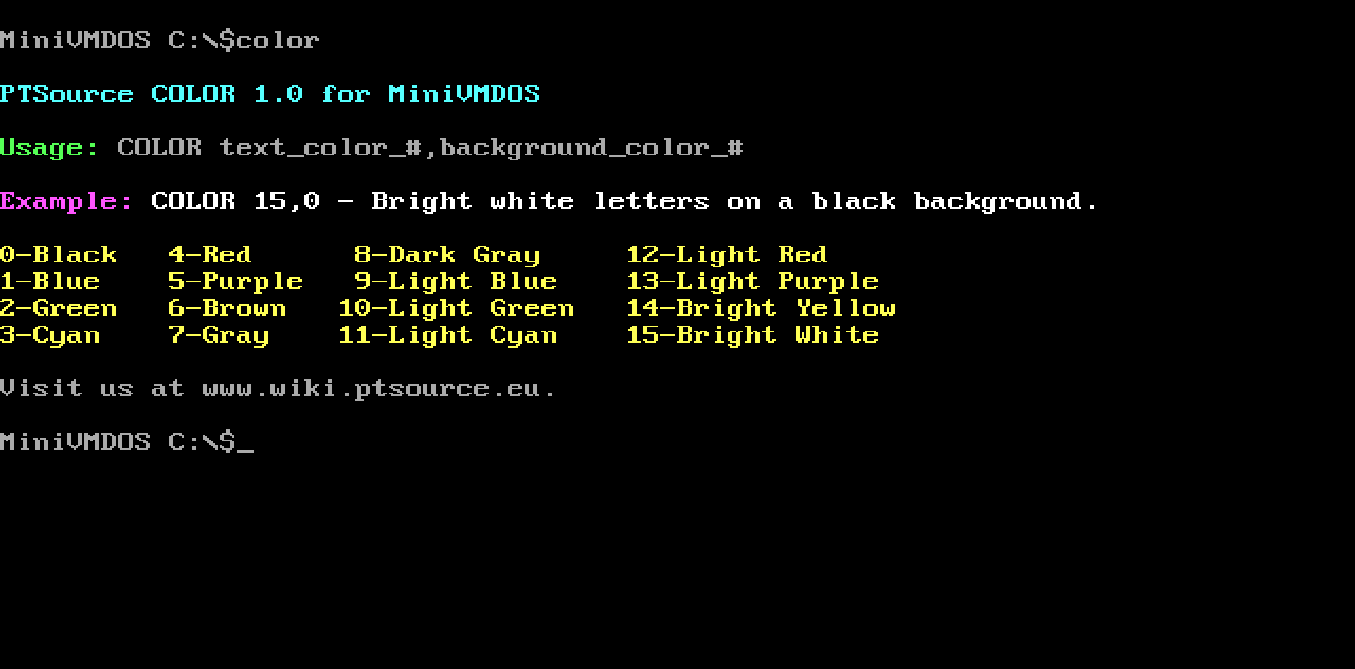 MiniVMDOS C:\$color
PTSource COLOR 1.0 for MiniVMDOS
Usage: COLOR text_color_#,background_color_#
Example: COLOR 15,0 - Bright white letters on a black background.
0-Black   4-Red      8-Dark Gray     12-Light Red
1-Blue    5-Purple   9-Light Blue    13-Light Purple
2-Green   6-Brown   10-Light Green   14-Bright Yellow
3-Cyan    7-Gray    11-Light Cyan    15-Bright White
Visit us at www.wiki.ptsource.eu.
MiniVMDOS C:\$_